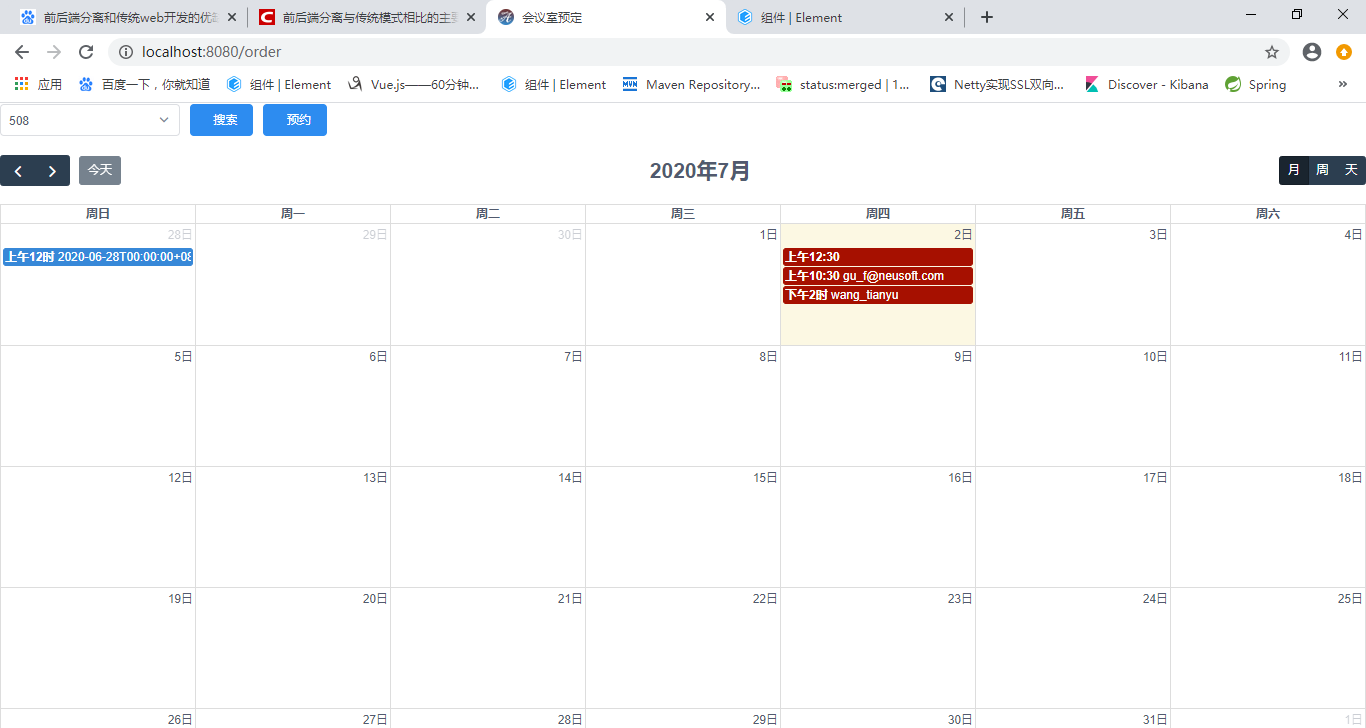 前后端分离和传统web开发的优
前后端分离与传统模式相比的主
会议室预定
组件 | Element
localhost:8080/order
应用
百度一下，你就知道
组件 | Element
Vue.js——60分钟...
组件 | Element
Maven Repository...
status:merged | 1...
Netty实现SSL双向...
Discover - Kibana
Spring
»
508
搜索
预约
今天
2020年7月
月 周 天
周日 周一 周二 周三 周四 周五 周六
28日 29日 30日 1日 2日 3日 4日
上午12时 2020-06-28T00:00:00+08
上午12:30
上午10:30 gu_f@neusoft.com
下午2时 wang_tianyu
5日 6日 7日 8日 9日 10日 11日
12日 13日 14日 15日 16日 17日 18日
19日 20日 21日 22日 23日 24日 25日
26日 27日 28日 29日 30日 31日 1日